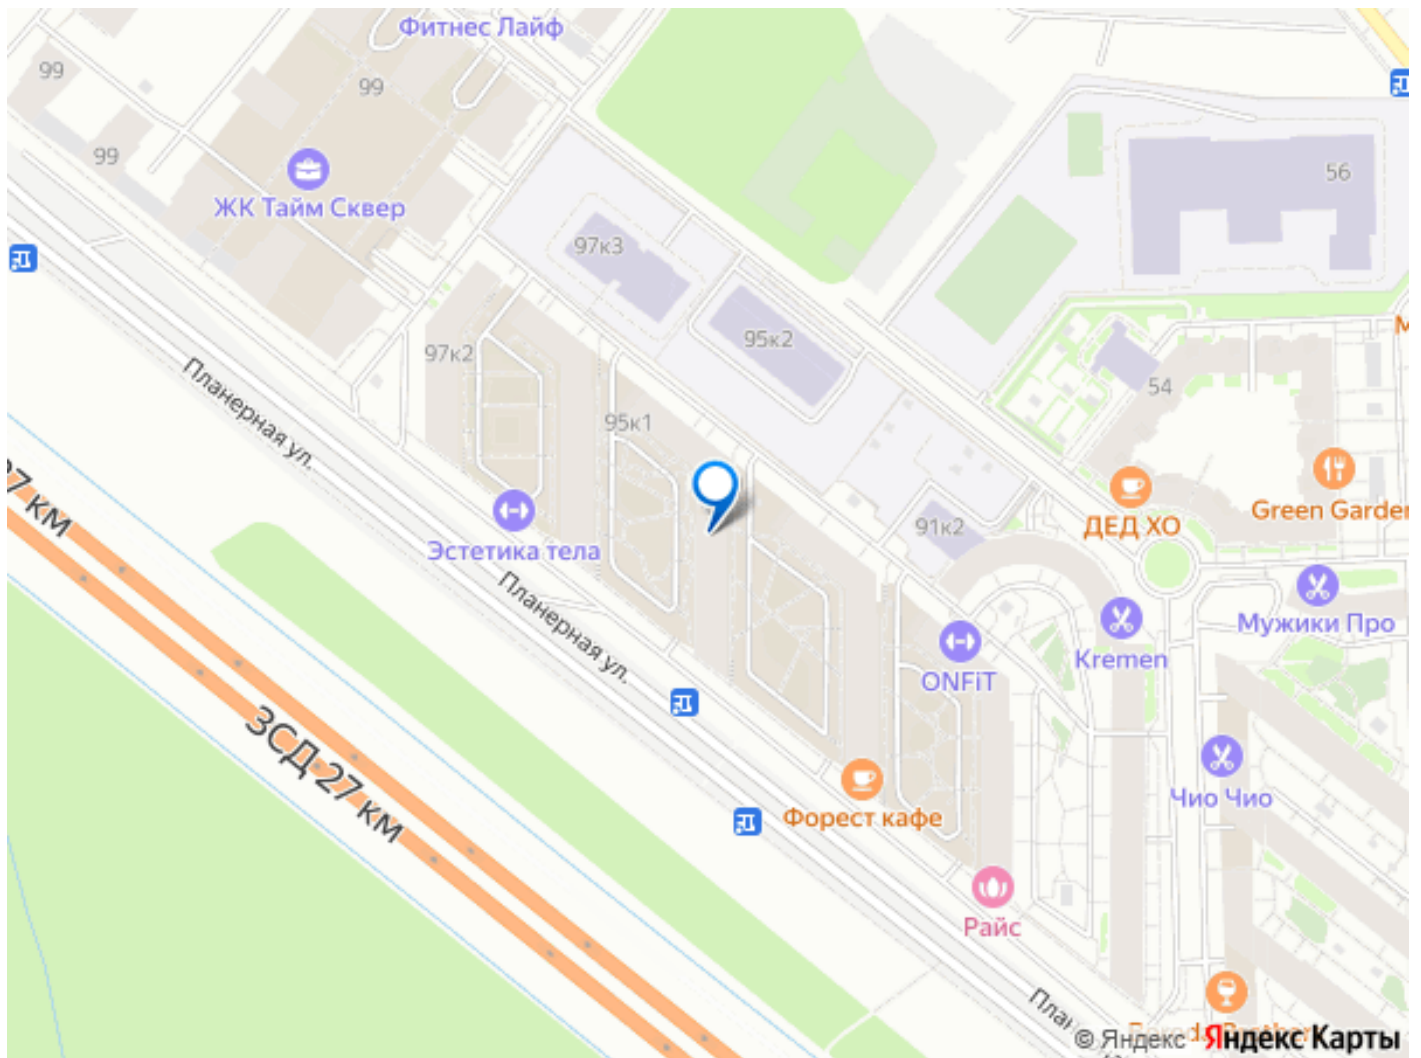 Фитнес Лайф
99
99
99
56
ЖК Тайм Сквер
97к3
95к2
97к2
54
Планерная ул.
95к1
27 км
Green Garden
ДЕД ХО
91к2
Эстетика тела
Планерная ул.
Мужики Про
Kremen
ONFiT
ЗСД 27 км
Чио Чио
Форест кафе
Райс
© Яндекс Яндекс Карты